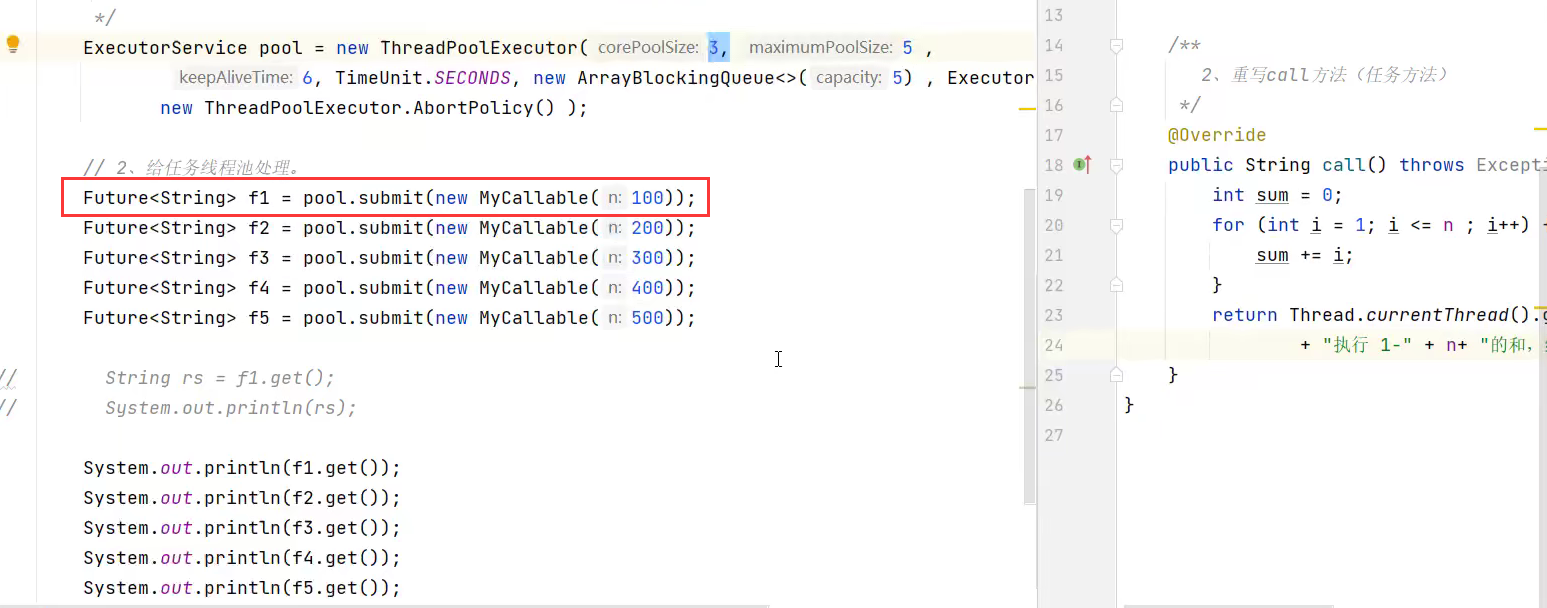 */
ExecutorService pool = new ThreadPoolExecutor( corePoolSize: 3, maximumPoolSize: 5 ,
keepAliveTime: 6, TimeUnit.SECONDS, new ArrayBlockingQueue<>( capacity: 5) , Executor
new ThreadPoolExecutor.AbortPolicy() );
// 2、给任务线程池处理。
Future<String> f1 = pool.submit(new MyCallable( n: 100));
Future<String> f2 = pool.submit(new MyCallable( n: 200));
Future<String> f3 = pool.submit(new MyCallable( n: 300));
Future<String> f4 = pool.submit(new MyCallable( n: 400));
Future<String> f5 = pool.submit(new MyCallable( n: 500));
// String rs = f1.get();
// System.out.println(rs);
System.out.println(f1.get());
System.out.println(f2.get());
System.out.println(f3.get());
System.out.println(f4.get());
System.out.println(f5.get());
13
14 /**
15 2、重写call方法（任务方法）
16 */
17 @Override
18 public String call() throws Excepti
19 int sum = 0;
20 for (int i = 1; i <= n ; i++) {
21 sum += i;
22 }
23 return Thread.currentThread().g
24 + "执行 1-" + n+ "的和，
25 }
26 }
27